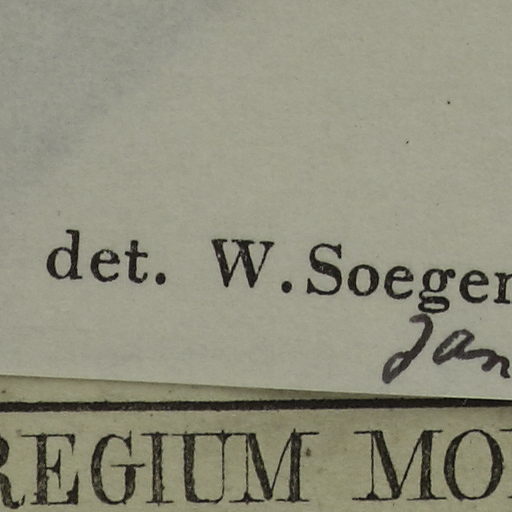 det. W. Soeger
Jan
REGIUM MO